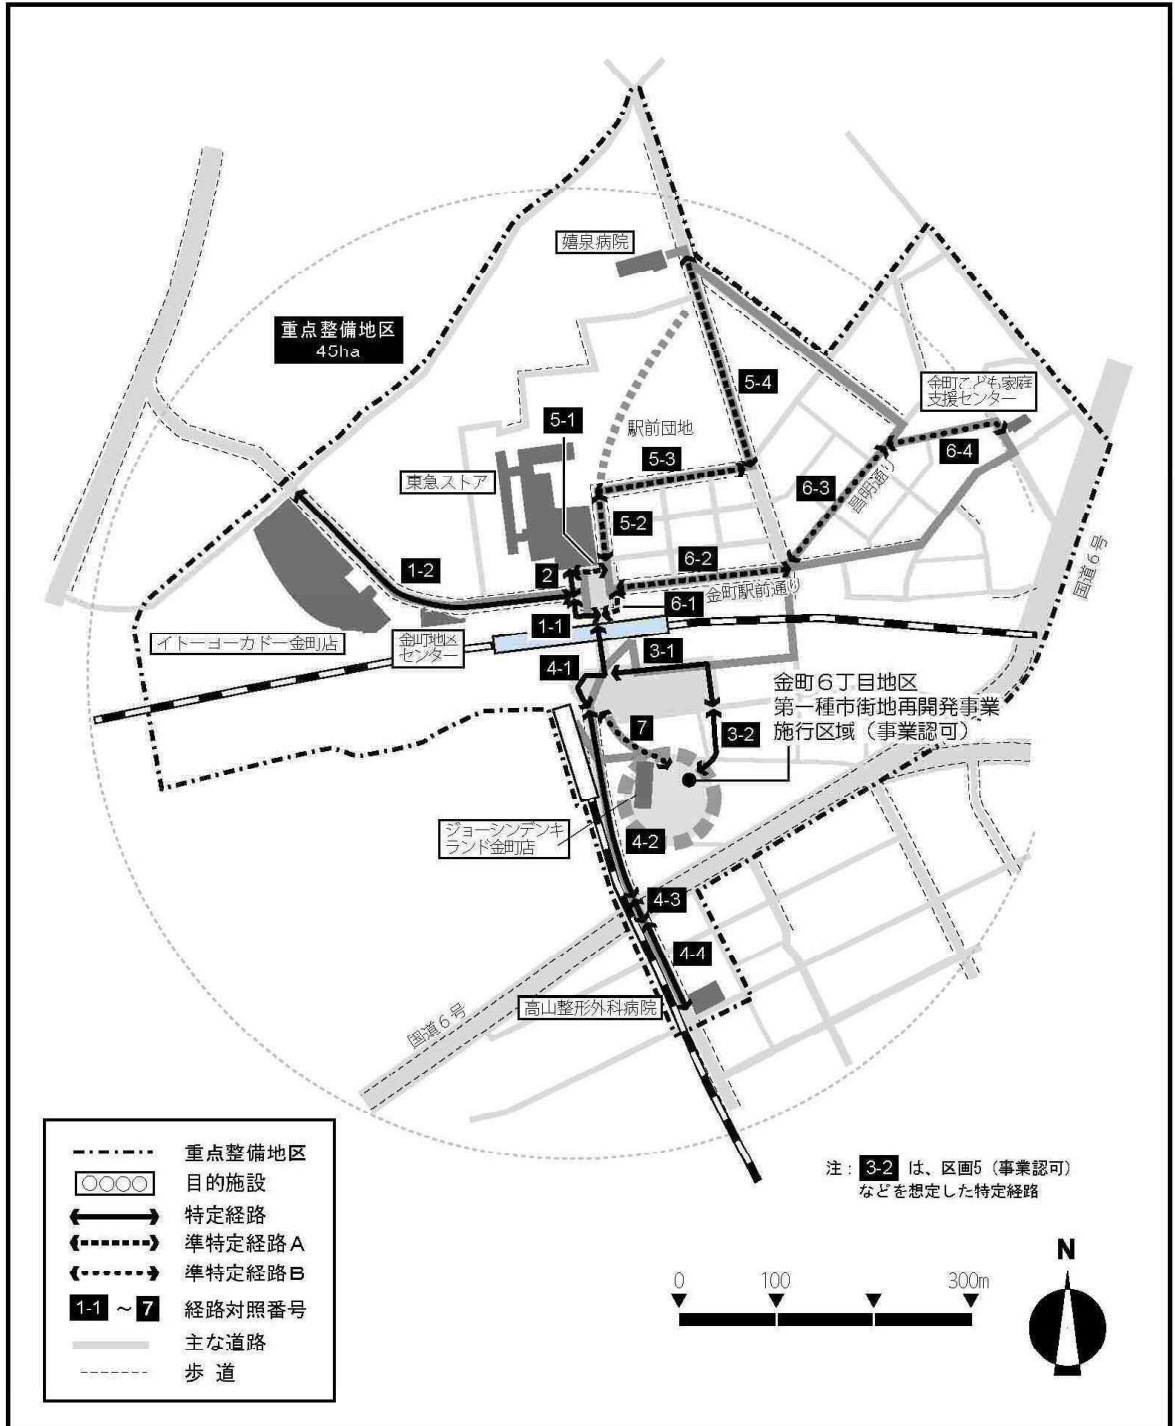 嬉泉病院
重点整備地区
45ha
5-4
金町こども家庭
支援センター
5-1
駅前団地
6-4
5-3
東急ストア
6-3
昌明通り
5-2
国道6号
2
6-2
1-2
金町駅前通り
6-1
1-1
イトーヨーカドー金町店
金町地区
センター
4-1
3-1
金町6丁目地区
第一種市街地再開発事業
施行区域（事業認可）
7
3-2
ジョーシンデンキ
ランド金町店
4-2
4-3
4-4
高山整形外科病院
国道6号
重点整備地区
○○○○ 目的施設
特定経路
準特定経路A
準特定経路B
1-1 ～ 7 経路対照番号
主な道路
歩 道
注： 3-2 は、区画5（事業認可）
などを想定した特定経路
N
0 100 300m